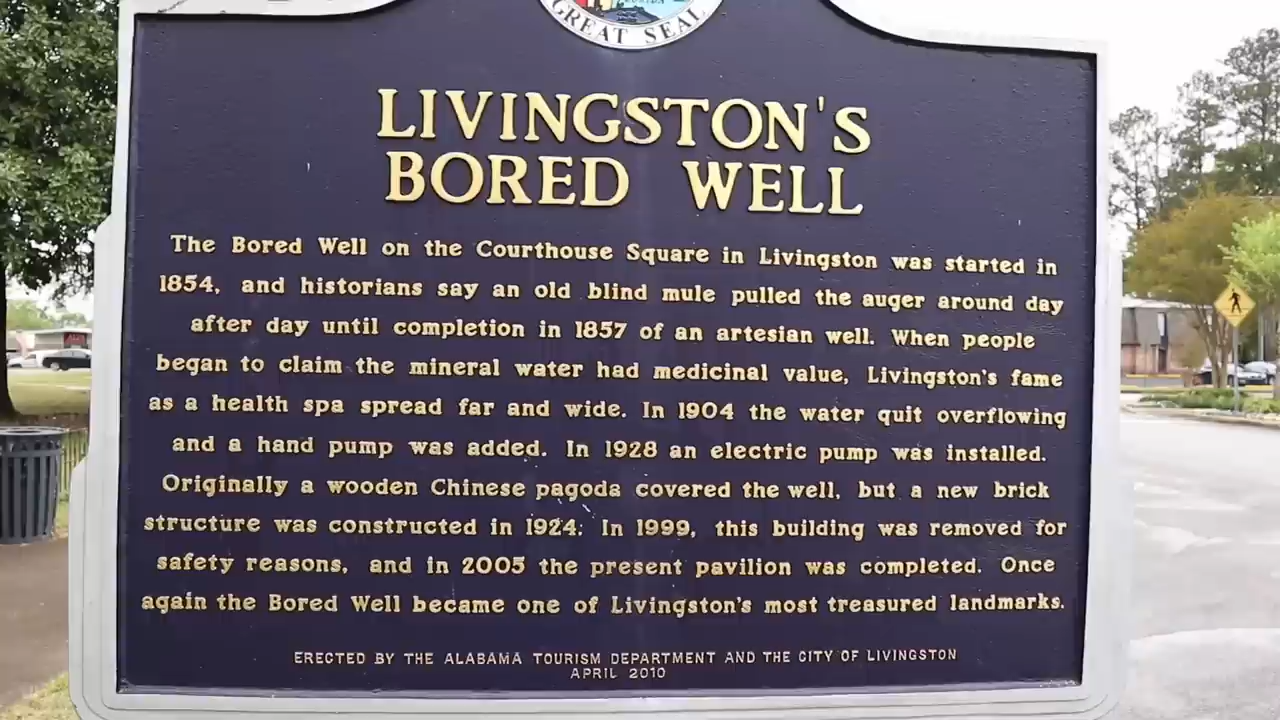 GREAT SEAL
LIVINGSTON'S
BORED WELL
The Bored Well on the Courthouse Square in Livingston was started in
1854, and historians say an old blind mule pulled the auger around day
after day until completion in 1857 of an artesian well. When people
began to claim the mineral water had medicinal value, Livingston's fame
as a health spa spread far and wide. In 1904 the water quit overflowing
and a hand pump was added. In 1928 an electric pump was installed.
Originally a wooden Chinese pagoda covered the well, but a new brick
structure was constructed in 1924. In 1999, this building was removed for
safety reasons, and in 2005 the present pavilion was completed. Once
again the Bored Well became one of Livingston's most treasured landmarks.
ERECTED BY THE ALABAMA TOURISM DEPARTMENT AND THE CITY OF LIVINGSTON
APRIL 2010